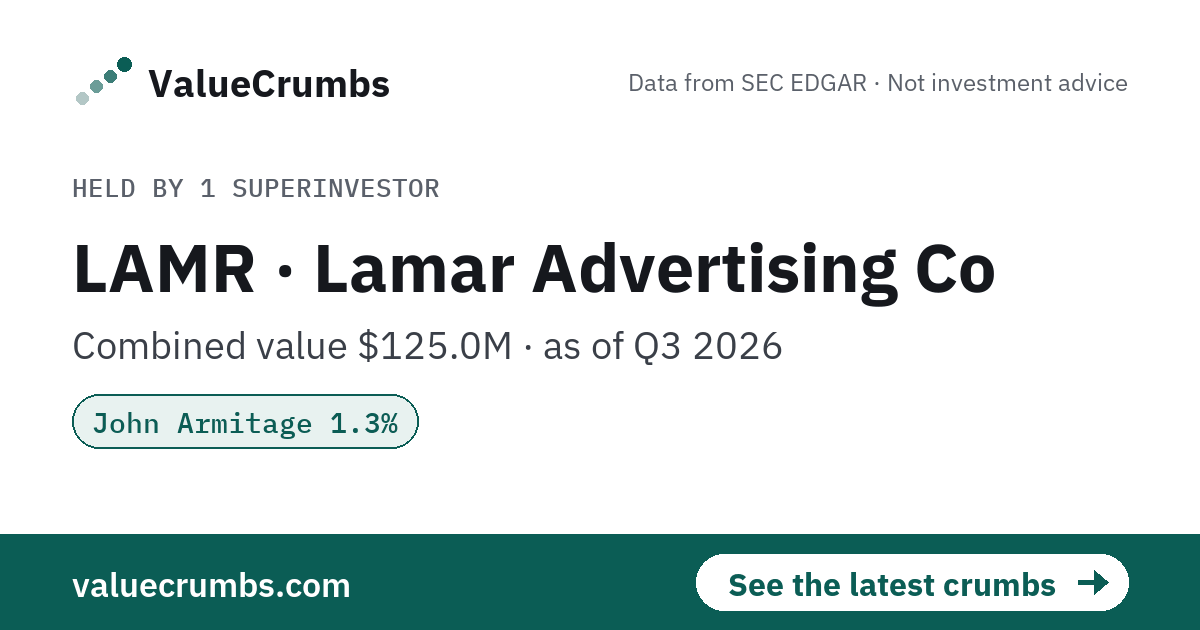 ValueCrumbs
Data from SEC EDGAR · Not investment advice
HELD BY 1 SUPERINVESTOR
LAMR · Lamar Advertising Co
Combined value $125.0M · as of Q3 2026
John Armitage 1.3%
valuecrumbs.com
See the latest crumbs